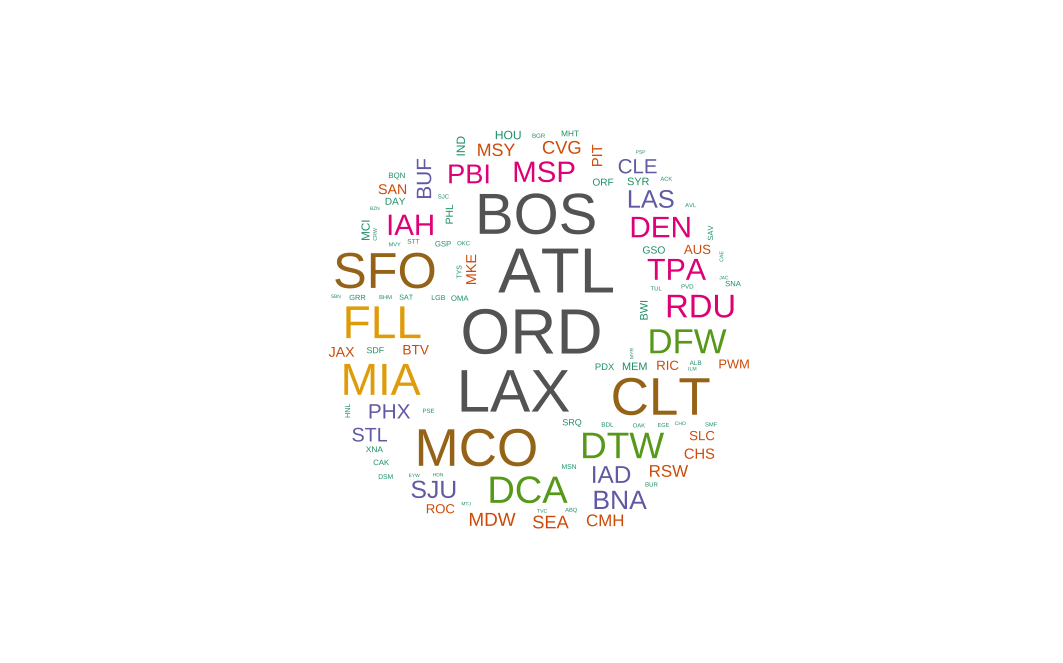 HOU BGR MHT
IND MSY CVG PIT
PSP
BUF PBI MSP CLE
BQN ORF SYR ACK
SAN SJC LAS
DAY BOS AVL
BZN PHL
MCI CRW IAH DEN SAV
MVY STT GSP OKC GSO AUS
CAE
SFO TYS MKE ATL TPA
JAC
TUL PVD SNA
SBN GRR BHM SAT LGB OMA
FLL BWI RDU
ORD DFW
JAX SDF BTV
PDX MEM RIC ALB PWM
ILM
MIA LAX CLT
HNL PHX PSE
SRQ BDL OAK EGE CHO SMF
STL SLC
XNA MCO DTW CHS
CAK
MSN
DSM EYW IAD RSW
SJU DCA BUR
BNA
ROC MTJ
TVC ABQ
MDW SEA CMH